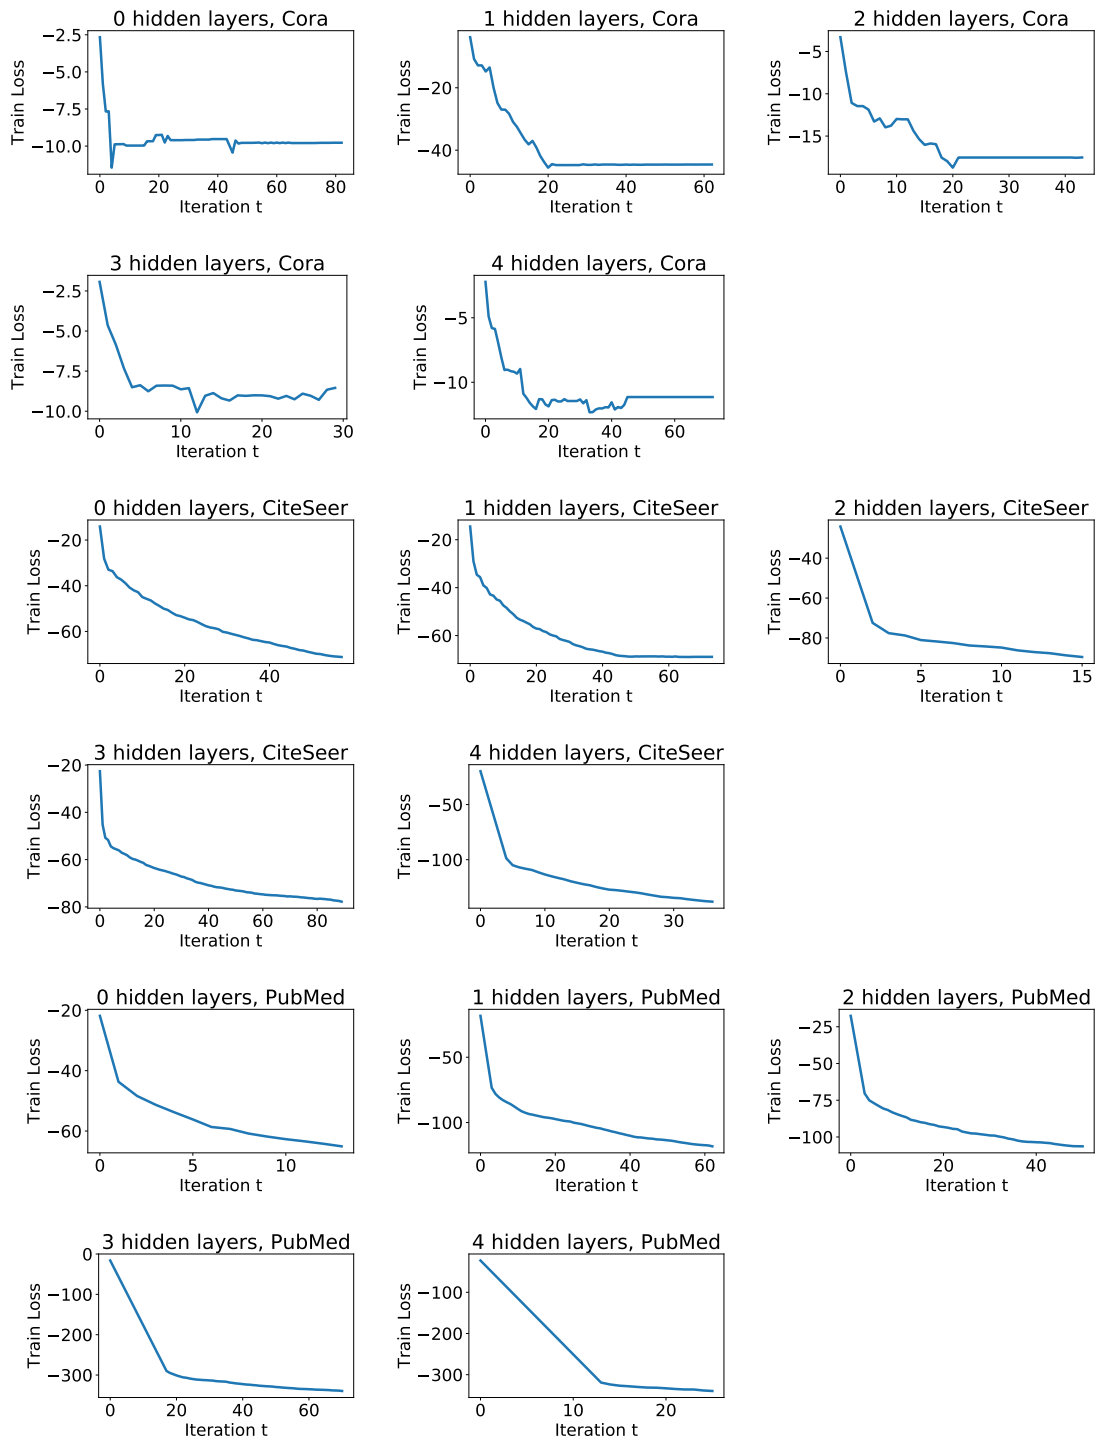 0 hidden layers, Cora
1 hidden layers, Cora
2 hidden layers, Cora
Train Loss
−2.5
−5.0
−7.5
−10.0
0 20 40 60 80
Iteration t
Train Loss
−20
−40
0 20 40 60
Iteration t
Train Loss
−5
−10
−15
0 10 20 30 40
Iteration t
3 hidden layers, Cora
4 hidden layers, Cora
Train Loss
−2.5
−5.0
−7.5
−10.0
0 10 20 30
Iteration t
Train Loss
−5
−10
0 20 40 60
Iteration t
0 hidden layers, CiteSeer
1 hidden layers, CiteSeer
2 hidden layers, CiteSeer
Train Loss
−20
−40
−60
0 20 40
Iteration t
Train Loss
−20
−40
−60
0 20 40 60
Iteration t
Train Loss
−40
−60
−80
0 5 10 15
Iteration t
3 hidden layers, CiteSeer
4 hidden layers, CiteSeer
Train Loss
−20
−40
−60
−80
0 20 40 60 80
Iteration t
Train Loss
−50
−100
0 10 20 30
Iteration t
0 hidden layers, PubMed
1 hidden layers, PubMed
2 hidden layers, PubMed
Train Loss
−20
−40
−60
0 5 10
Iteration t
Train Loss
−50
−100
0 20 40 60
Iteration t
Train Loss
−25
−50
−75
−100
0 20 40
Iteration t
3 hidden layers, PubMed
4 hidden layers, PubMed
Train Loss
0
−100
−200
−300
0 20 40 60
Iteration t
Train Loss
−100
−200
−300
0 10 20
Iteration t